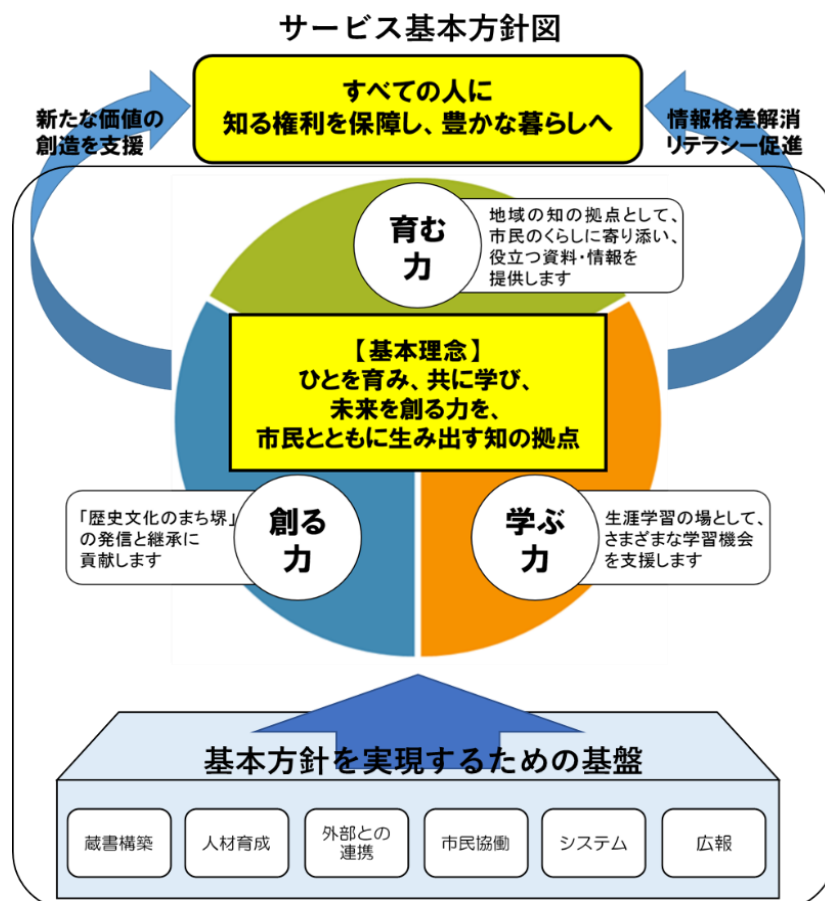 サービス基本方針図
すべての人に
知る権利を保障し、豊かな暮らしへ
新たな価値の
創造を支援
情報格差解消
リテラシー促進
育む
力
地域の知の拠点として、
市民のくらしに寄り添い、
役立つ資料・情報を
提供します
【基本理念】
ひとを育み、共に学び、
未来を創る力を、
市民とともに生み出す知の拠点
「歴史文化のまち堺」
の発信と継承に
貢献します
創る
力
学ぶ
力
生涯学習の場として、
さまざまな学習機会
を支援します
基本方針を実現するための基盤
蔵書構築
人材育成
外部との
連携
市民協働
システム
広報